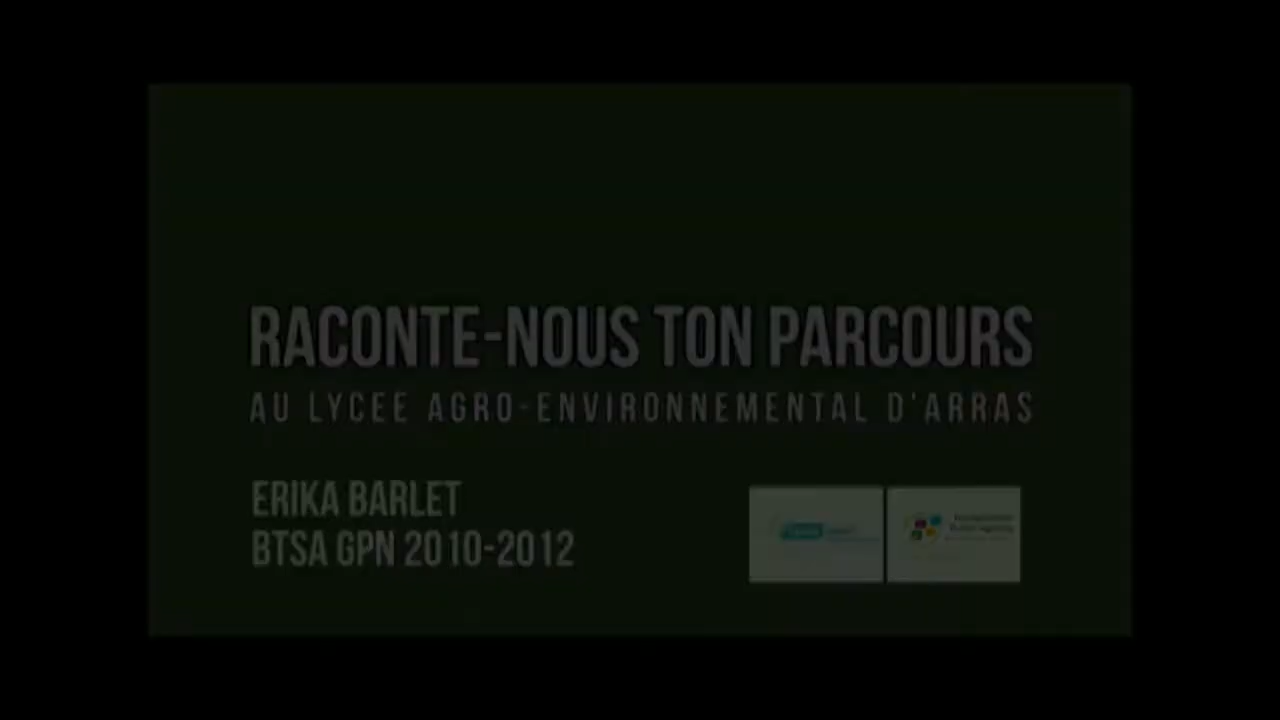 RACONTE-NOUS TON PARCOURS
AU LYCEE AGRO-ENVIRONNEMENTAL D'ARRAS
ERIKA BARLET
BTSA GPN 2010-2012